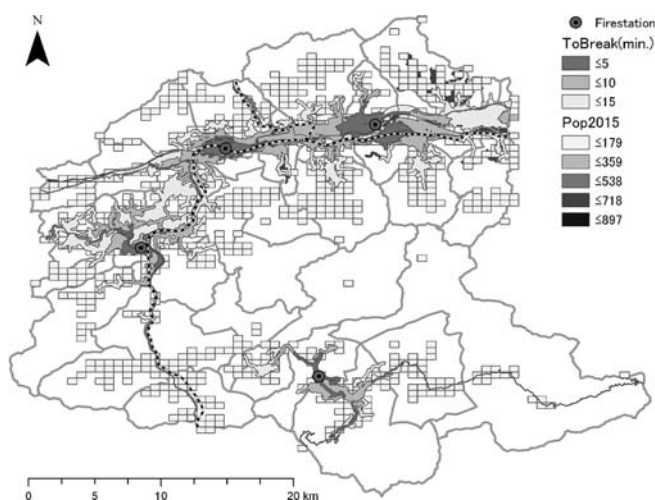 N
Firestation
ToBreak(min.)
≤5
≤10
≤15
Pop2015
≤179
≤359
≤538
≤718
≤897
0 5 10 20 km